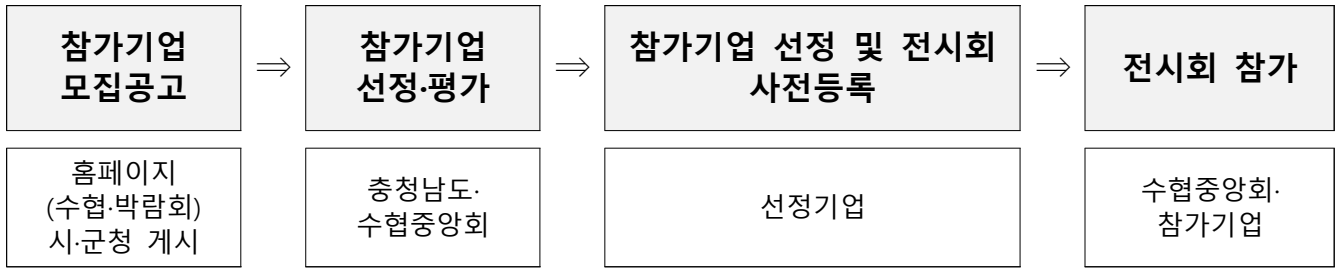 참가기업
모집공고
⇒
참가기업
선정·평가
⇒
참가기업 선정 및 전시회
사전등록
⇒
전시회 참가
홈페이지
(수협·박람회)
시·군청 게시
충청남도·
수협중앙회
선정기업
수협중앙회·
참가기업